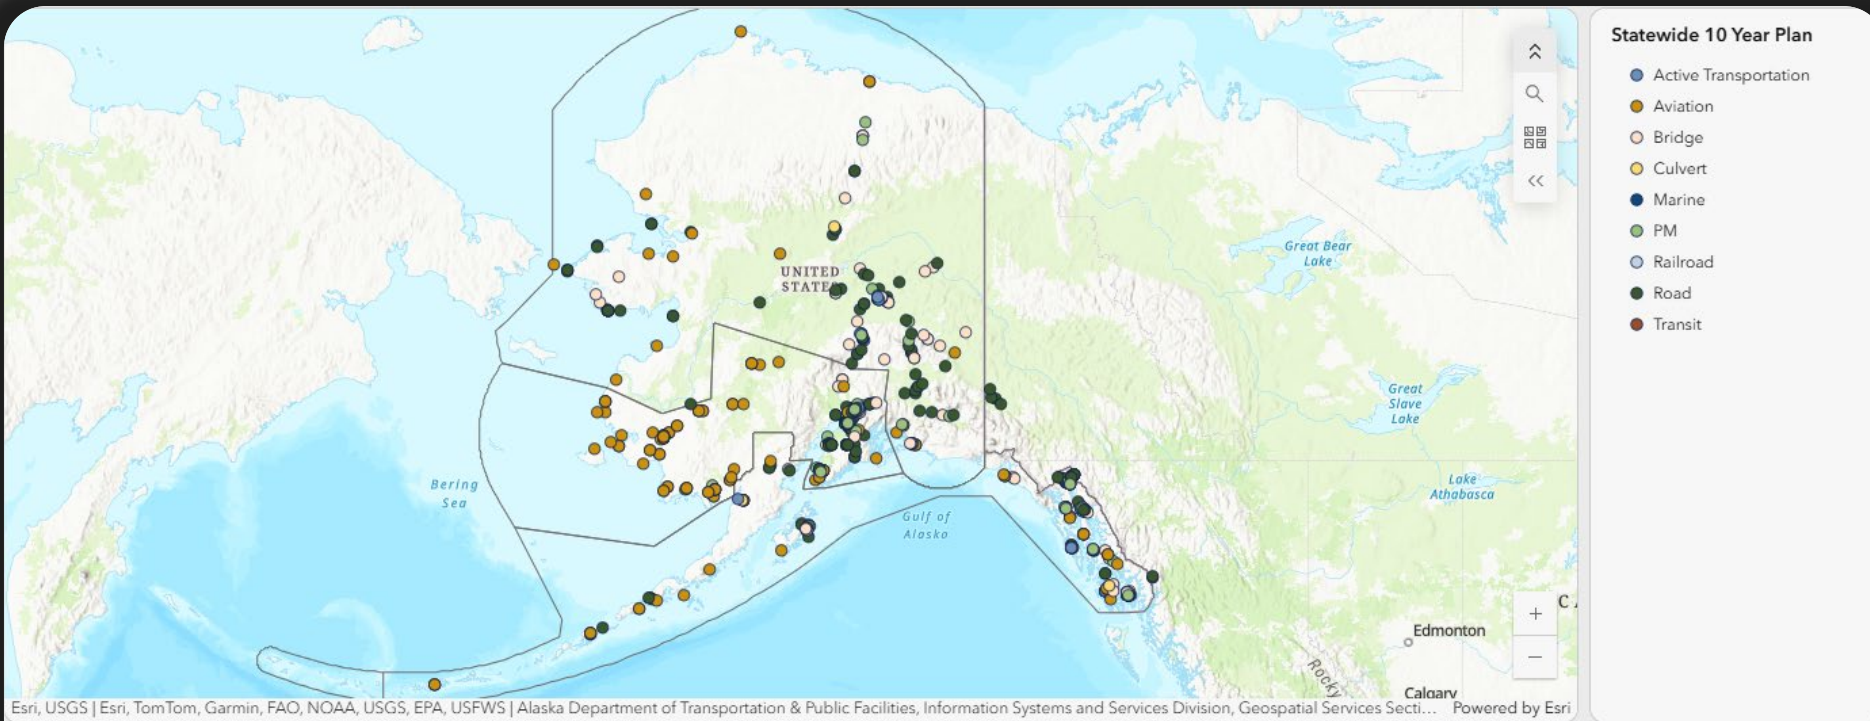 UNITED
STATES
Great Bear
Lake
Great
Slave
Lake
Lake
Athabasca
Bering
Sea
Gulf of
Alaska
Edmonton
Rocky
Calgary
C A
Esri, USGS | Esri, TomTom, Garmin, FAO, NOAA, USGS, EPA, USFWS | Alaska Department of Transportation & Public Facilities, Information Systems and Services Division, Geospatial Services Secti... Powered by Esri
Statewide 10 Year Plan
Active Transportation
Aviation
Bridge
Culvert
Marine
PM
Railroad
Road
Transit